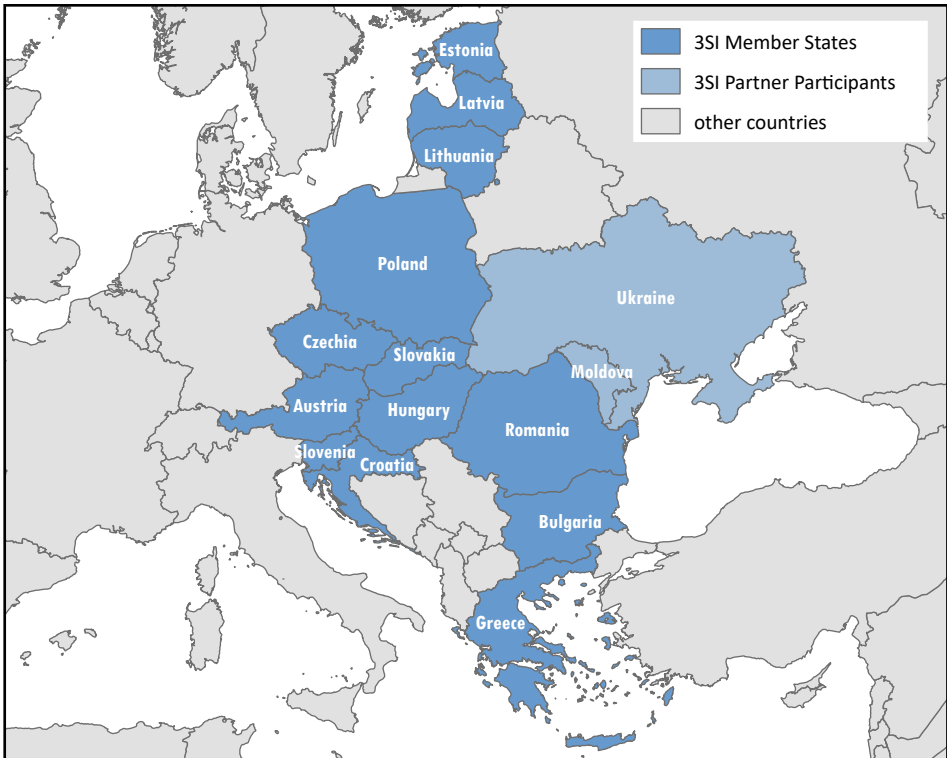 3SI Member States
3SI Partner Participants
other countries
Estonia
Latvia
Lithuania
Poland
Ukraine
Czechia
Slovakia
Moldova
Austria
Hungary
Romania
Slovenia
Croatia
Bulgaria
Greece